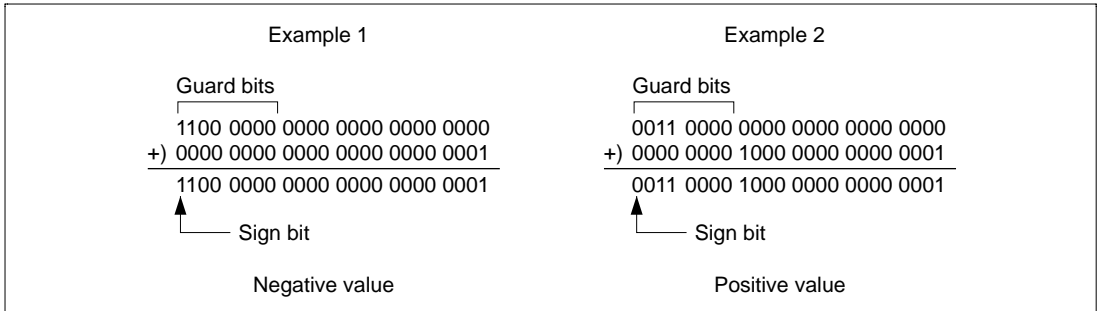 Example 1
Guard bits
1100 0000 0000 0000 0000 0000
+) 0000 0000 0000 0000 0000 0001
1100 0000 0000 0000 0000 0001
Sign bit
Negative value
Example 2
Guard bits
0011 0000 0000 0000 0000 0000
+) 0000 0000 1000 0000 0000 0001
0011 0000 1000 0000 0000 0001
Sign bit
Positive value